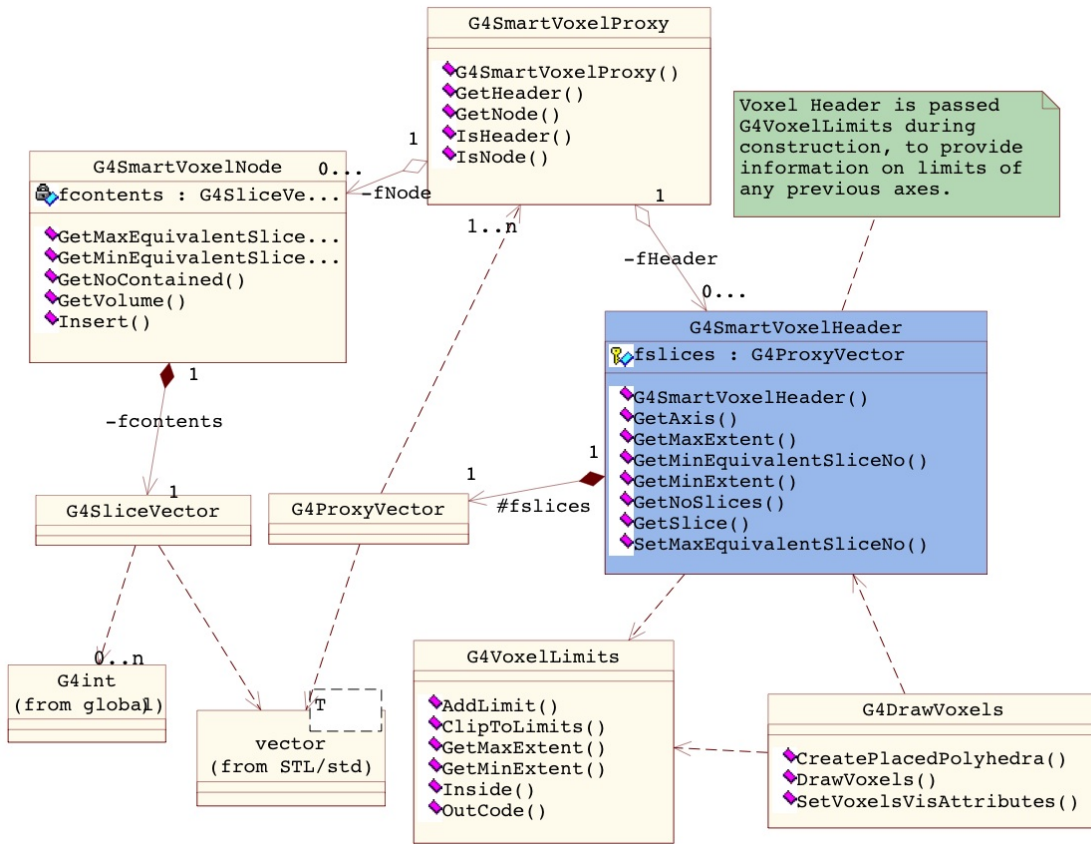 G4SmartVoxelProxy
G4SmartVoxelProxy()
GetHeader()
GetNode()
IsHeader()
IsNode()
Voxel Header is passed
G4VoxelLimits during
construction, to provide
information on limits of
any previous axes.
G4SmartVoxelNode
fcontents : G4SliceVe...
GetMaxEquivalentSlice...
GetMinEquivalentSlice...
GetNoContained()
GetVolume()
Insert()
1
0...
-fNode
1
1..n
-fHeader
0...
G4SmartVoxelHeader
fslices : G4ProxyVector
G4SmartVoxelHeader()
GetAxis()
GetMaxExtent()
GetMinEquivalentSliceNo()
GetMinExtent()
GetNoSlices()
GetSlice()
SetMaxEquivalentSliceNo()
1
-fcontents
1
1
1
#fslices
G4SliceVector
G4ProxyVector
0..n
G4int
(from global)
1
T
vector
(from STL/std)
G4VoxelLimits
AddLimit()
ClipToLimits()
GetMaxExtent()
GetMinExtent()
Inside()
OutCode()
G4DrawVoxels
CreatePlacedPolyhedra()
DrawVoxels()
SetVoxelsVisAttributes()